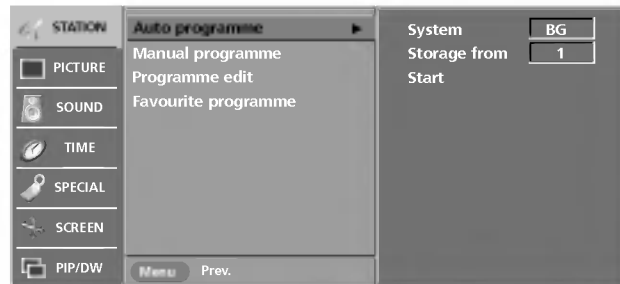 STATION
PICTURE
SOUND
TIME
SPECIAL
SCREEN
PIP/DW
Auto programme
Manual programme
Programme edit
Favourite programme
Menu Prev.
System BG
Storage from 1
Start